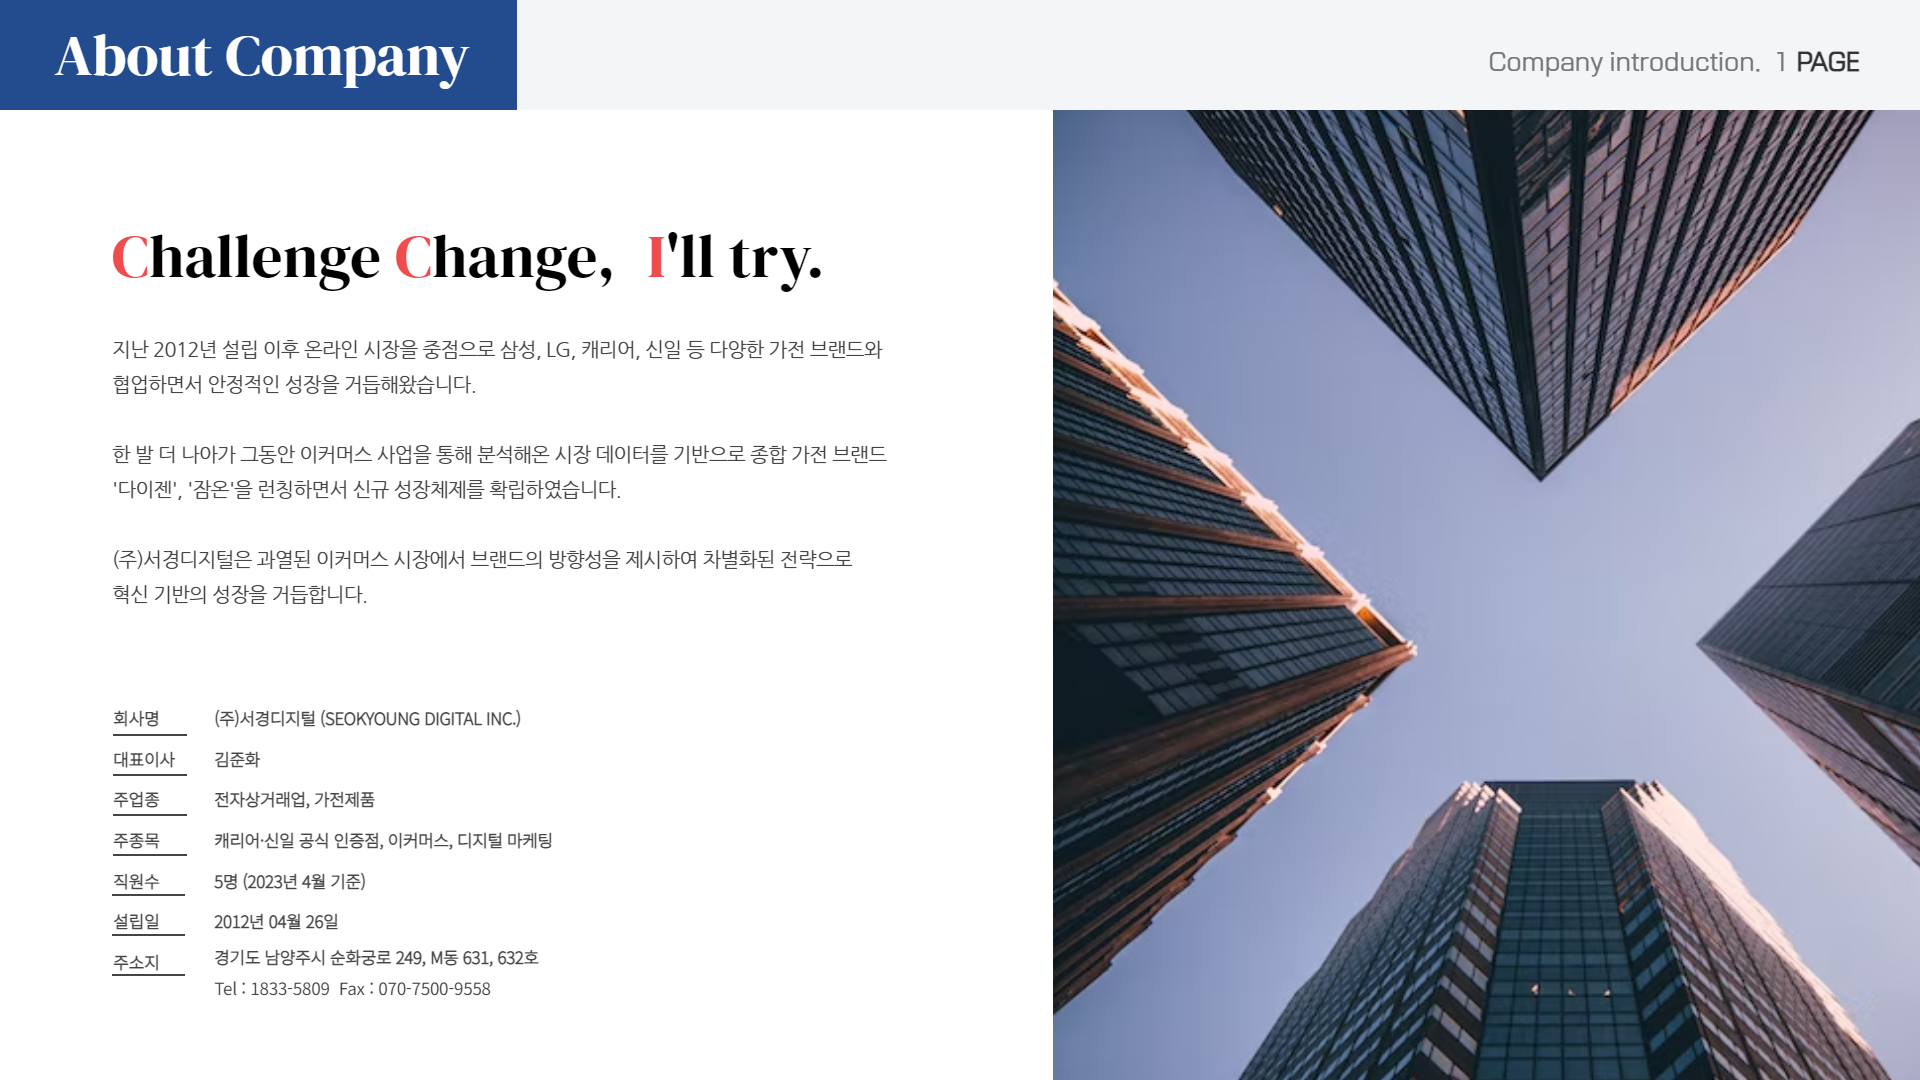 About Company
Company introduction. 1 PAGE
Challenge Change, I'll try.
지난 2012년 설립 이후 온라인 시장을 중점으로 삼성, LG, 캐리어, 신일 등 다양한 가전 브랜드와
협업하면서 안정적인 성장을 거듭해왔습니다.
한 발 더 나아가 그동안 이커머스 사업을 통해 분석해온 시장 데이터를 기반으로 종합 가전 브랜드
'다이젠', '잠온'을 런칭하면서 신규 성장체제를 확립하였습니다.
(주)서경디지털은 과열된 이커머스 시장에서 브랜드의 방향성을 제시하여 차별화된 전략으로
혁신 기반의 성장을 거듭합니다.
회사명 (주)서경디지털 (SEOKYOUNG DIGITAL INC.)
대표이사 김준화
주업종 전자상거래업, 가전제품
주종목 캐리어·신일 공식 인증점, 이커머스, 디지털 마케팅
직원수 5명 (2023년 4월 기준)
설립일 2012년 04월 26일
주소지 경기도 남양주시 순화궁로 249, M동 631, 632호
Tel : 1833-5809 Fax : 070-7500-9558